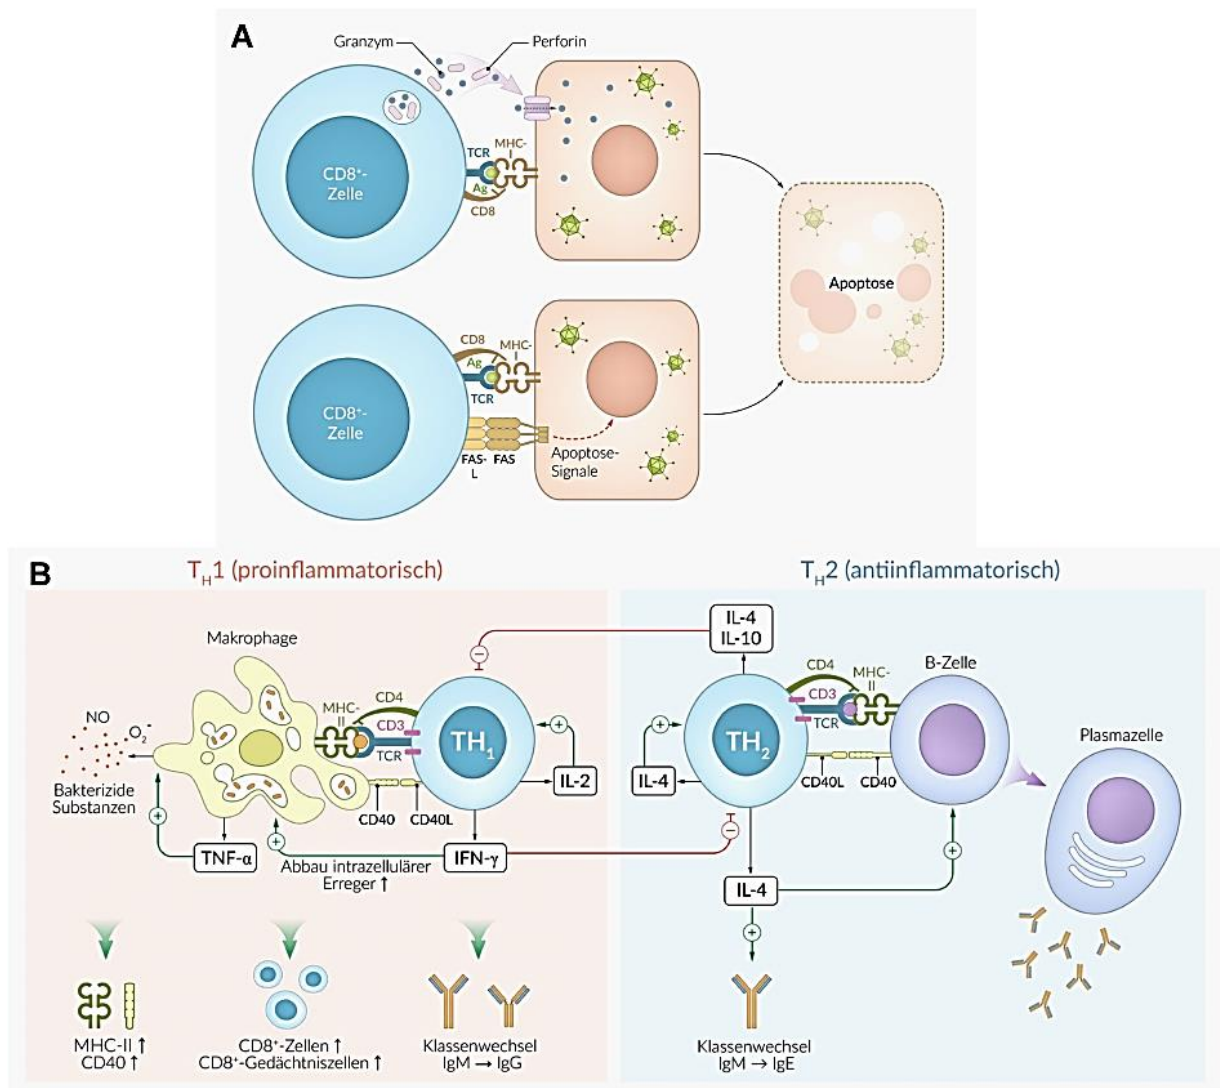 A
Granzym
Perforin
CD8⁺-
Zelle
TCR
MHC-
I
Ag
CD8
Apoptose
CD8⁺-
Zelle
CD8
MHC-
I
Ag
TCR
FAS-
L
FAS
Apoptose-
Signale
B
T_H1 (proinflammatorisch)
T_H2 (antiinflammatorisch)
Makrophage
NO
O₂⁻
Bakterizide
Substanzen
MHC-
II
CD4
CD3
TCR
TH₁
CD40
CD40L
IL-2
TNF-α
Abbau intrazellulärer
Erreger ↑
IFN-γ
MHC-II ↑
CD40 ↑
CD8⁺-Zellen ↑
CD8⁺-Gedächtniszellen ↑
Klassenwechsel
IgM → IgG
IL-4
IL-10
IL-4
TH₂
CD4
MHC-
II
CD3
TCR
CD40L
CD40
B-Zelle
Plasmazelle
IL-4
Klassenwechsel
IgM → IgE